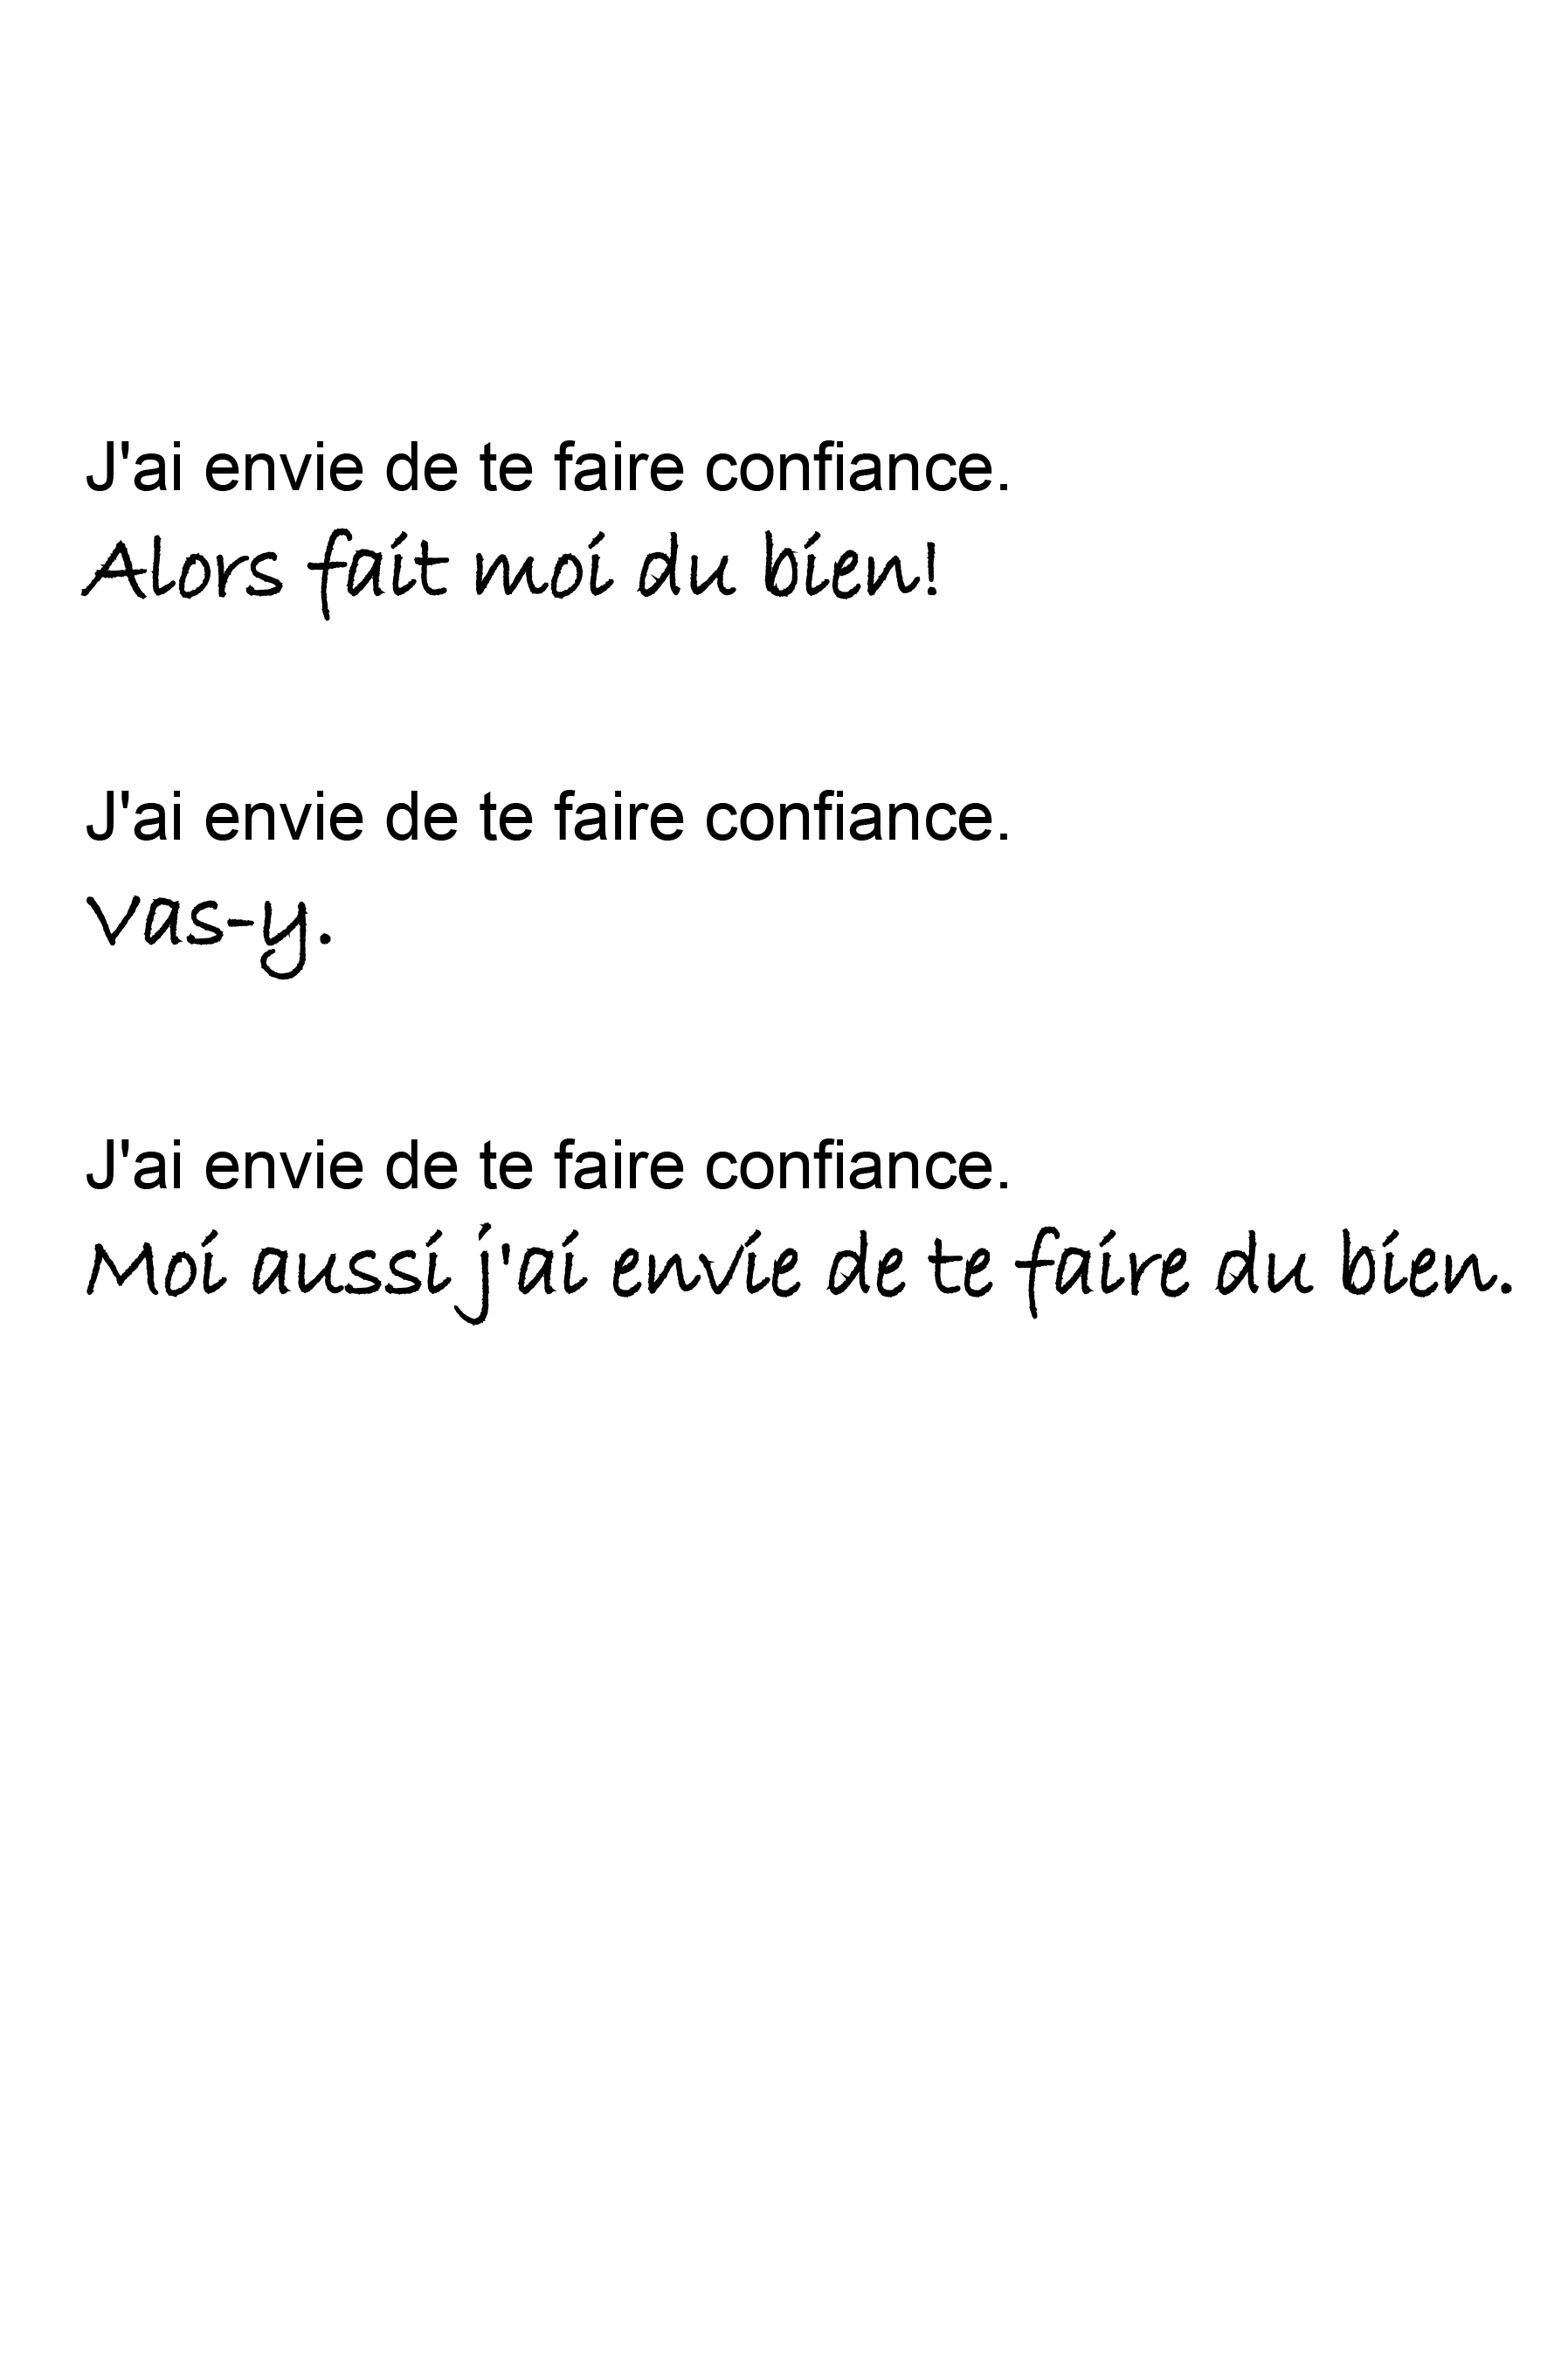 J'ai envie de te faire confiance.
Alors fait moi du bien!
J'ai envie de te faire confiance.
Vas-y.
J'ai envie de te faire confiance.
Moi aussi j'ai envie de te faire du bien.